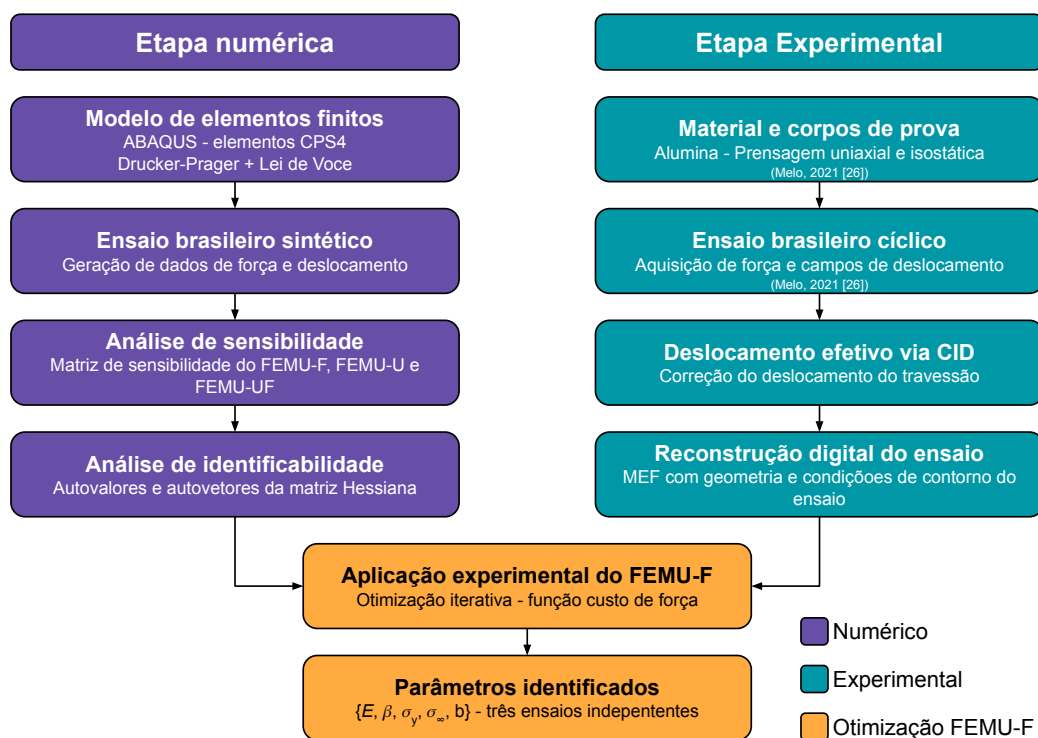 Etapa numérica
Modelo de elementos finitos
ABAQUS - elementos CPS4
Drucker-Prager + Lei de Voce
Ensaio brasileiro sintético
Geração de dados de força e deslocamento
Análise de sensibilidade
Matriz de sensibilidade do FEMU-F, FEMU-U e
FEMU-UF
Análise de identificabilidade
Autovalores e autovetores da matriz Hessiana
Etapa Experimental
Material e corpos de prova
Alumina - Prensagem uniaxial e isostática
(Melo, 2021 [26])
Ensaio brasileiro cíclico
Aquisição de força e campos de deslocamento
(Melo, 2021 [26])
Deslocamento efetivo via CID
Correção do deslocamento do travessão
Reconstrução digital do ensaio
MEF com geometria e condiçõoes de contorno do
ensaio
Aplicação experimental do FEMU-F
Otimização iterativa - função custo de força
Parâmetros identificados
{E, β, σ_y, σ_∞, b} - três ensaios indepententes
Numérico
Experimental
Otimização FEMU-F